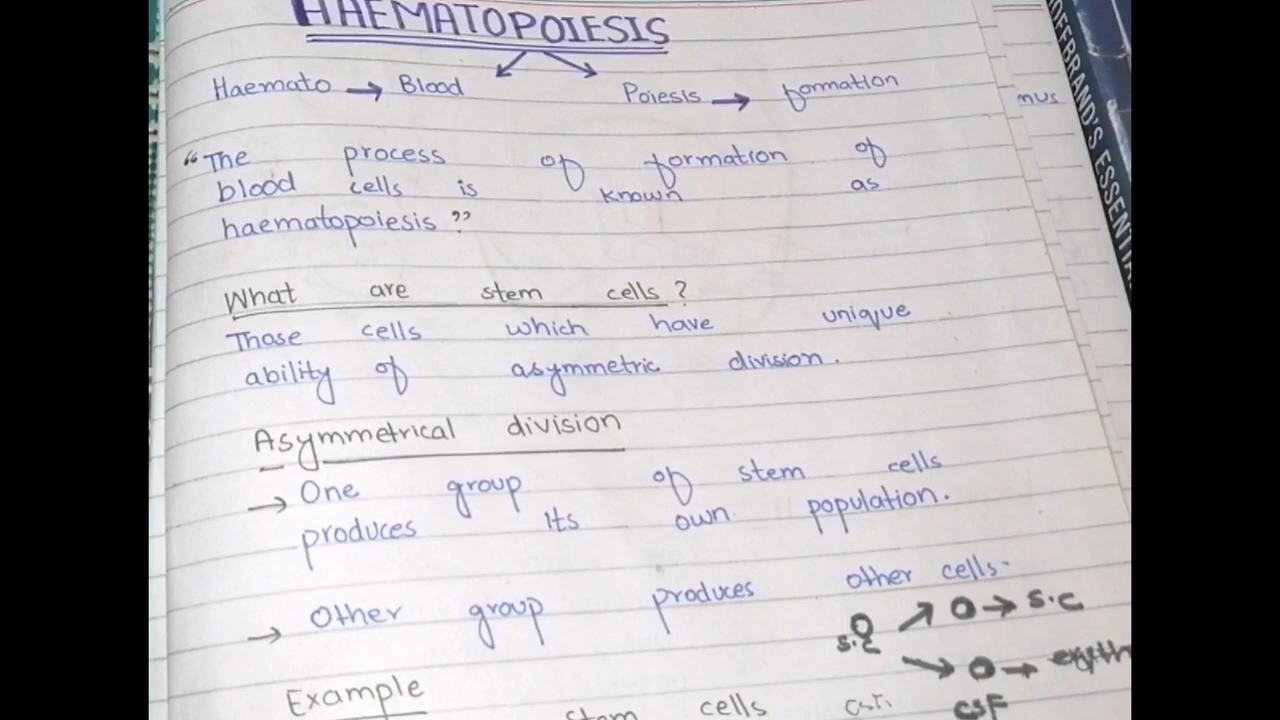 HAEMATOPOIESIS
Haemato → Blood
Poiesis → formation
"The process of formation of
blood cells is known as
haematopoiesis"
What are stem cells?
Those cells which have unique
ability of asymmetric division.
Asymmetrical division
→ One group of stem cells
produces its own population.
→ Other group produces other cells.
S.C
→ S.C
→
CSF
Example
stem cells
mus